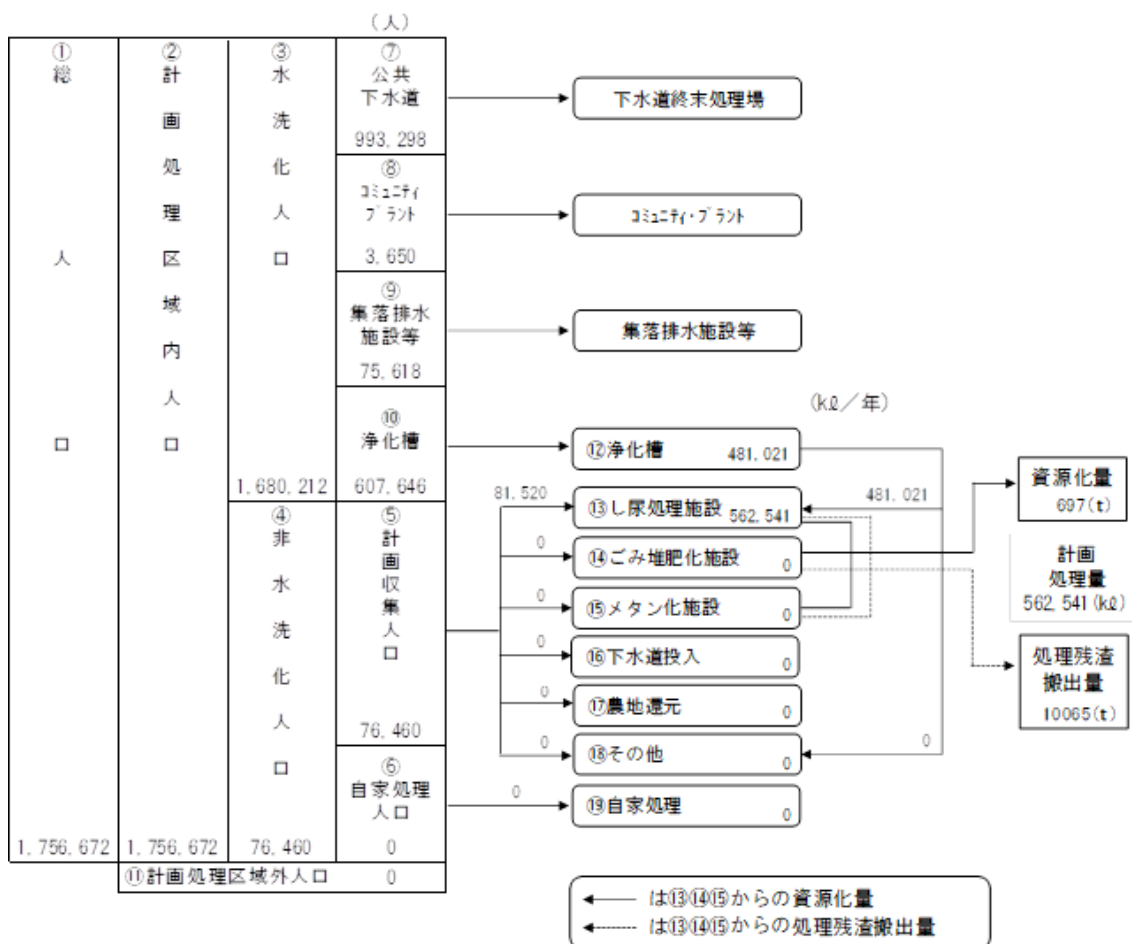 （人）
①
総人口
1,756,672
②
計画処理区域内人口
1,756,672
③
水洗化人口
1,680,212
④
非水洗化人口
76,460
⑦
公共
下水道
993,298
⑧
ｺﾐｭﾆﾃｨ
ﾌﾟﾗﾝﾄ
3,650
⑨
集落排水
施設等
75,618
⑩
浄化槽
607,646
⑤
計画収集人口
76,460
⑥
自家処理
人口
0
⑪計画処理区域外人口 0
下水道終末処理場
ｺﾐｭﾆﾃｨ・ﾌﾟﾗﾝﾄ
集落排水施設等
(kℓ／年)
⑫浄化槽 481,021
81,520
⑬し尿処理施設 562,541
481,021
0
⑭ごみ堆肥化施設 0
0
⑮メタン化施設 0
0
⑯下水道投入 0
0
⑰農地還元 0
0
⑱その他 0
0
0
⑲自家処理 0
資源化量
697(t)
計画
処理量
562,541(kℓ)
処理残渣
搬出量
10065(t)
は⑬⑭⑮からの資源化量
は⑬⑭⑮からの処理残渣搬出量